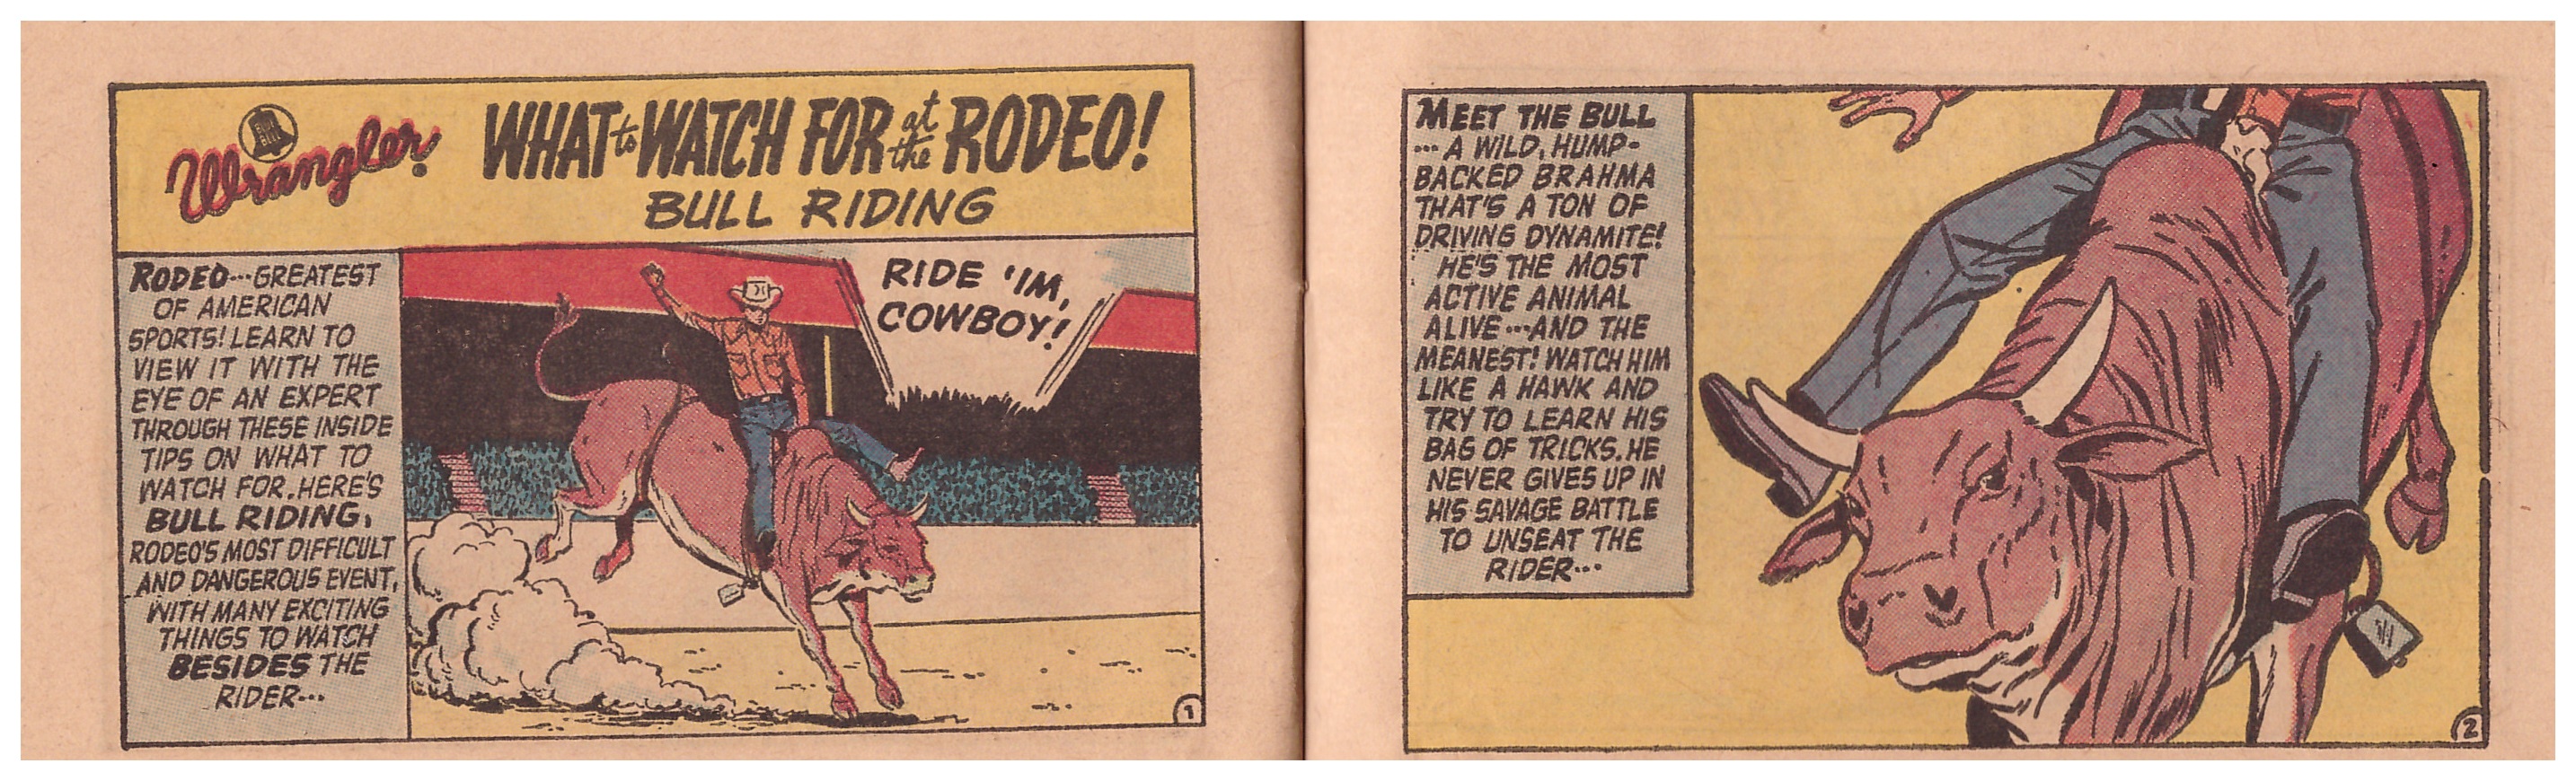 Wrangler
BLUE BELL
WHAT to WATCH FOR at the RODEO!
BULL RIDING
RODEO...GREATEST
OF AMERICAN
SPORTS! LEARN TO
VIEW IT WITH THE
EYE OF AN EXPERT
THROUGH THESE INSIDE
TIPS ON WHAT TO
WATCH FOR. HERE'S
BULL RIDING,
RODEO'S MOST DIFFICULT
AND DANGEROUS EVENT,
WITH MANY EXCITING
THINGS TO WATCH
BESIDES THE
RIDER...
RIDE 'IM,
COWBOY!
1
MEET THE BULL
...A WILD, HUMP-
BACKED BRAHMA
THAT'S A TON OF
DRIVING DYNAMITE!
HE'S THE MOST
ACTIVE ANIMAL
ALIVE...AND THE
MEANEST! WATCH HIM
LIKE A HAWK AND
TRY TO LEARN HIS
BAG OF TRICKS. HE
NEVER GIVES UP IN
HIS SAVAGE BATTLE
TO UNSEAT THE
RIDER...
2